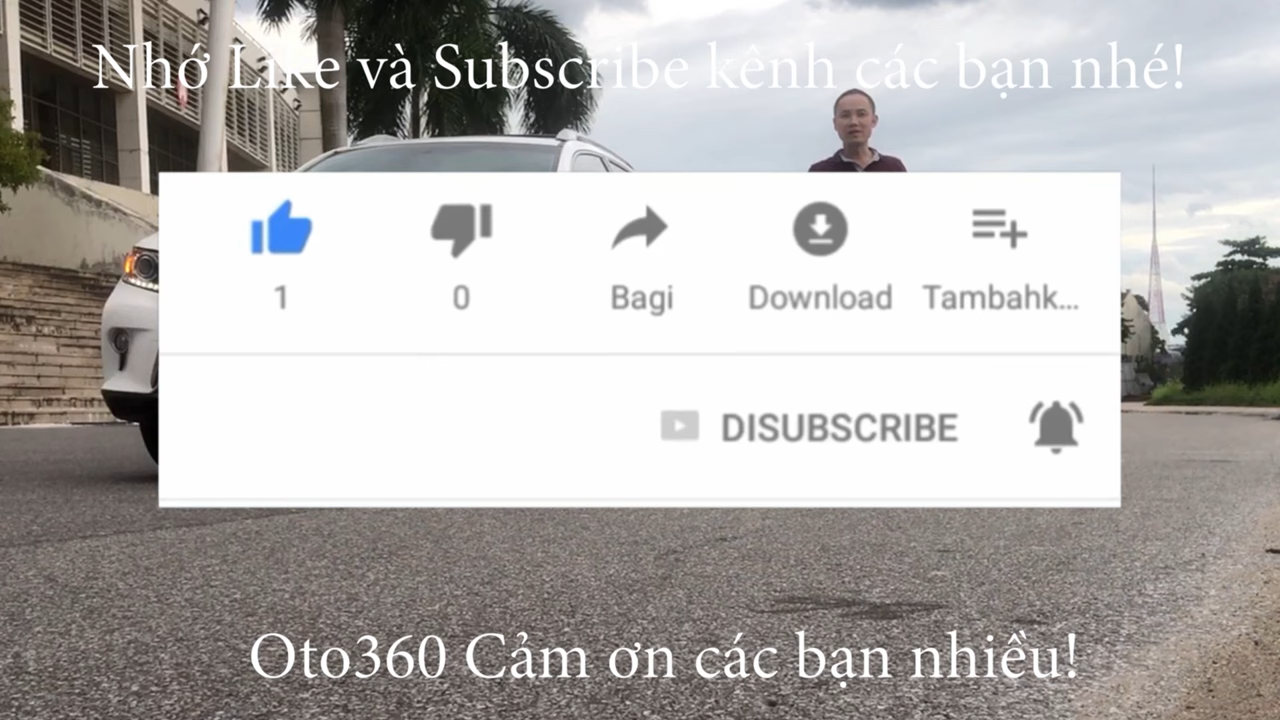 Nhớ Like và Subscribe kênh các bạn nhé!
1 0 Bagi Download Tambahk...
DISUBSCRIBE
Oto360 Cảm ơn các bạn nhiều!